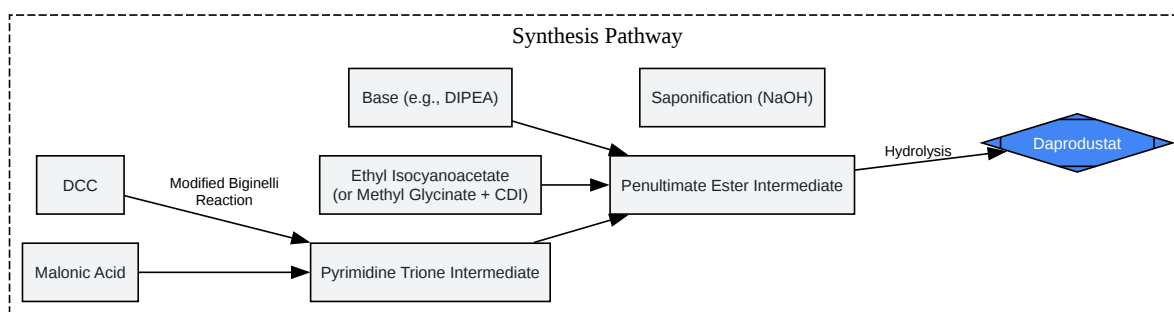 Synthesis Pathway
Base (e.g., DIPEA)
Saponification (NaOH)
Daprodustat
Hydrolysis
DCC
Modified Biginelli
Reaction
Ethyl Isocyanoacetate
(or Methyl Glycinate + CDI)
Penultimate Ester Intermediate
Malonic Acid
Pyrimidine Trione Intermediate